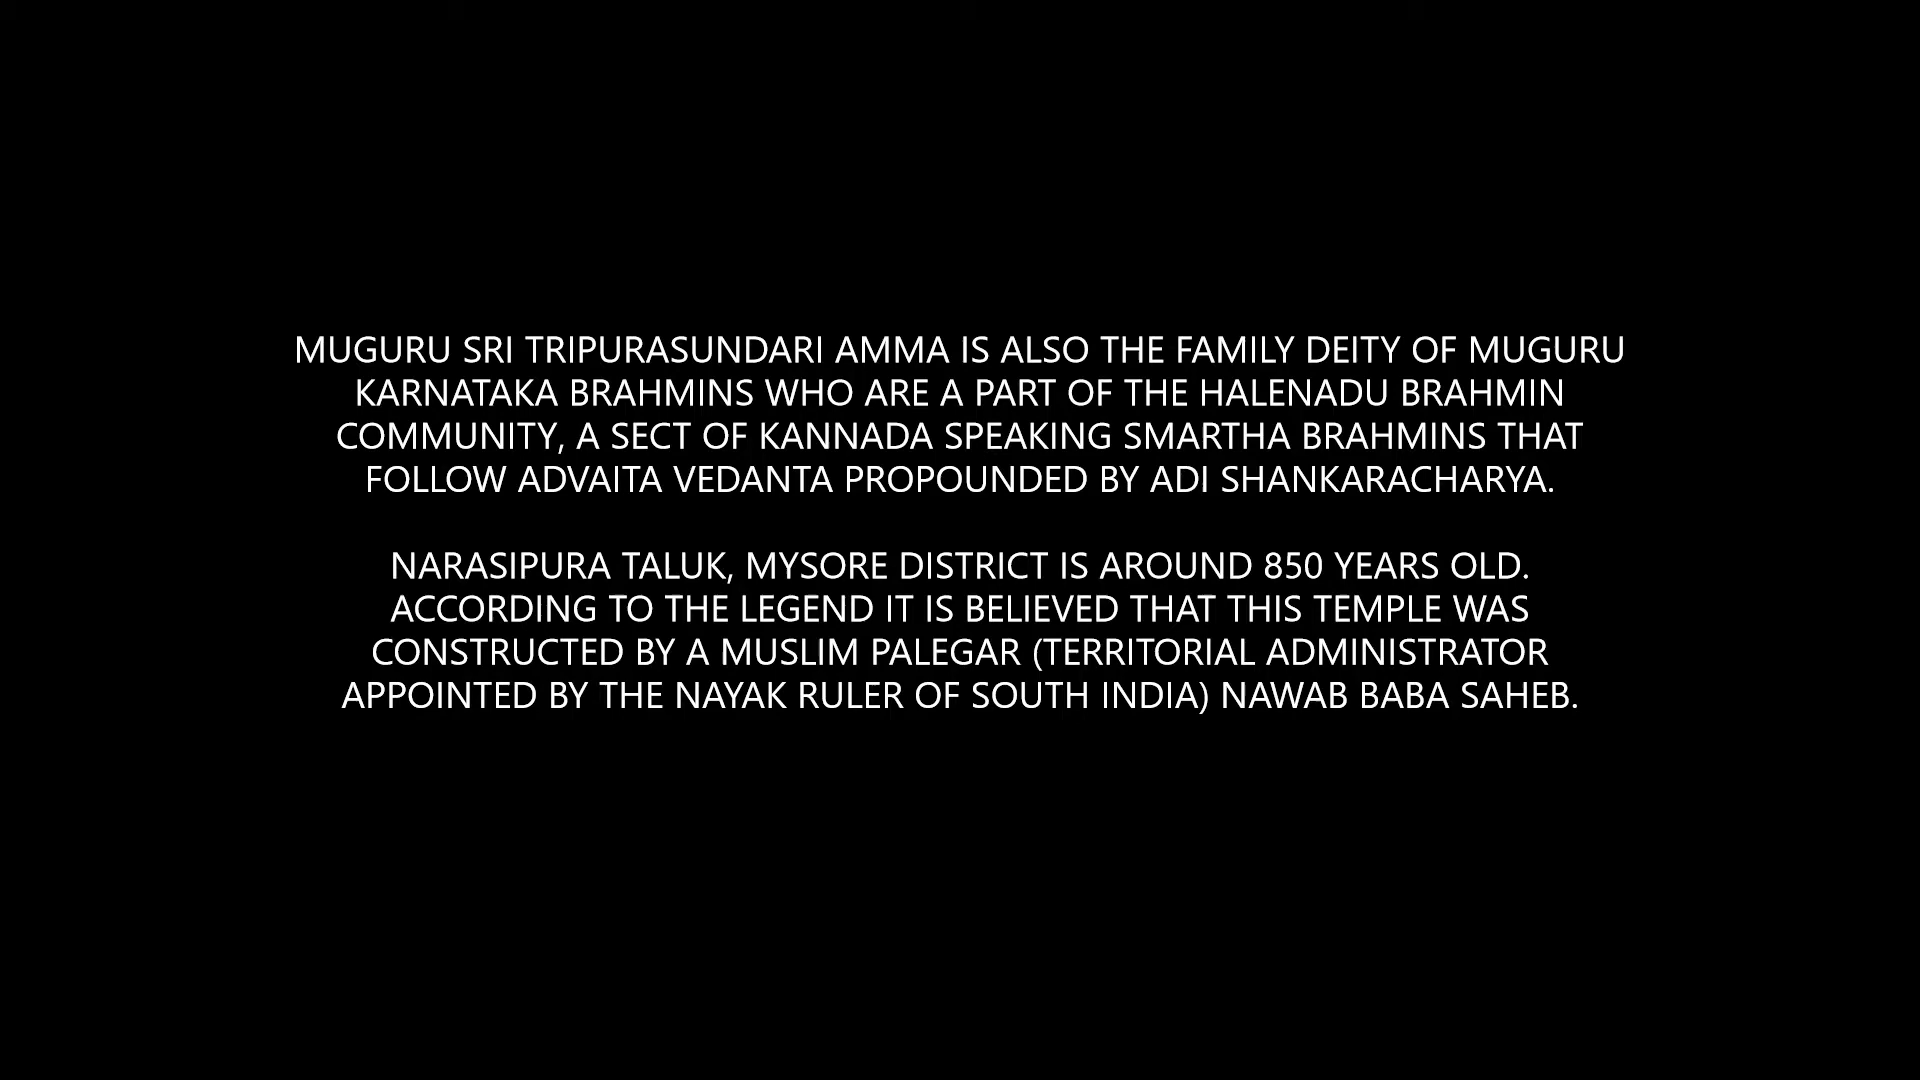 MUGURU SRI TRIPURASUNDARI AMMA IS ALSO THE FAMILY DEITY OF MUGURU
KARNATAKA BRAHMINS WHO ARE A PART OF THE HALENADU BRAHMIN
COMMUNITY, A SECT OF KANNADA SPEAKING SMARTHA BRAHMINS THAT
FOLLOW ADVAITA VEDANTA PROPOUNDED BY ADI SHANKARACHARYA.
NARASIPURA TALUK, MYSORE DISTRICT IS AROUND 850 YEARS OLD.
ACCORDING TO THE LEGEND IT IS BELIEVED THAT THIS TEMPLE WAS
CONSTRUCTED BY A MUSLIM PALEGAR (TERRITORIAL ADMINISTRATOR
APPOINTED BY THE NAYAK RULER OF SOUTH INDIA) NAWAB BABA SAHEB.